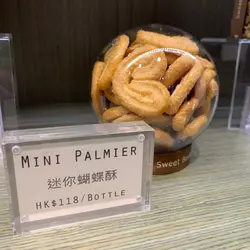 MINI PALMIER
迷你蝴蝶酥
HK$118/BOTTLE
Sweet